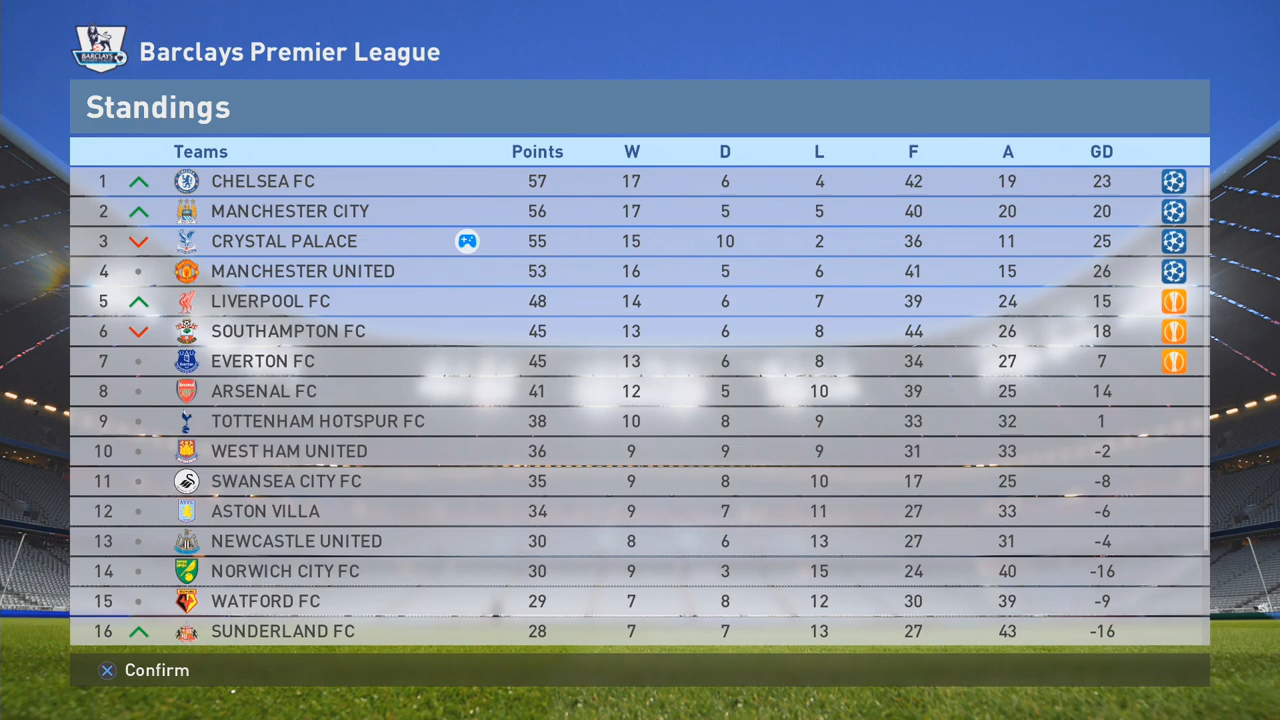 BARCLAYS
Barclays Premier League
Standings
Teams Points W D L F A GD
1 CHELSEA FC 57 17 6 4 42 19 23
2 MANCHESTER CITY 56 17 5 5 40 20 20
3 CRYSTAL PALACE 55 15 10 2 36 11 25
4 MANCHESTER UNITED 53 16 5 6 41 15 26
5 LIVERPOOL FC 48 14 6 7 39 24 15
6 SOUTHAMPTON FC 45 13 6 8 44 26 18
7 EVERTON FC 45 13 6 8 34 27 7
8 ARSENAL FC 41 12 5 10 39 25 14
9 TOTTENHAM HOTSPUR FC 38 10 8 9 33 32 1
10 WEST HAM UNITED 36 9 9 9 31 33 -2
11 SWANSEA CITY FC 35 9 8 10 17 25 -8
12 ASTON VILLA 34 9 7 11 27 33 -6
13 NEWCASTLE UNITED 30 8 6 13 27 31 -4
14 NORWICH CITY FC 30 9 3 15 24 40 -16
15 WATFORD FC 29 7 8 12 30 39 -9
16 SUNDERLAND FC 28 7 7 13 27 43 -16
Confirm